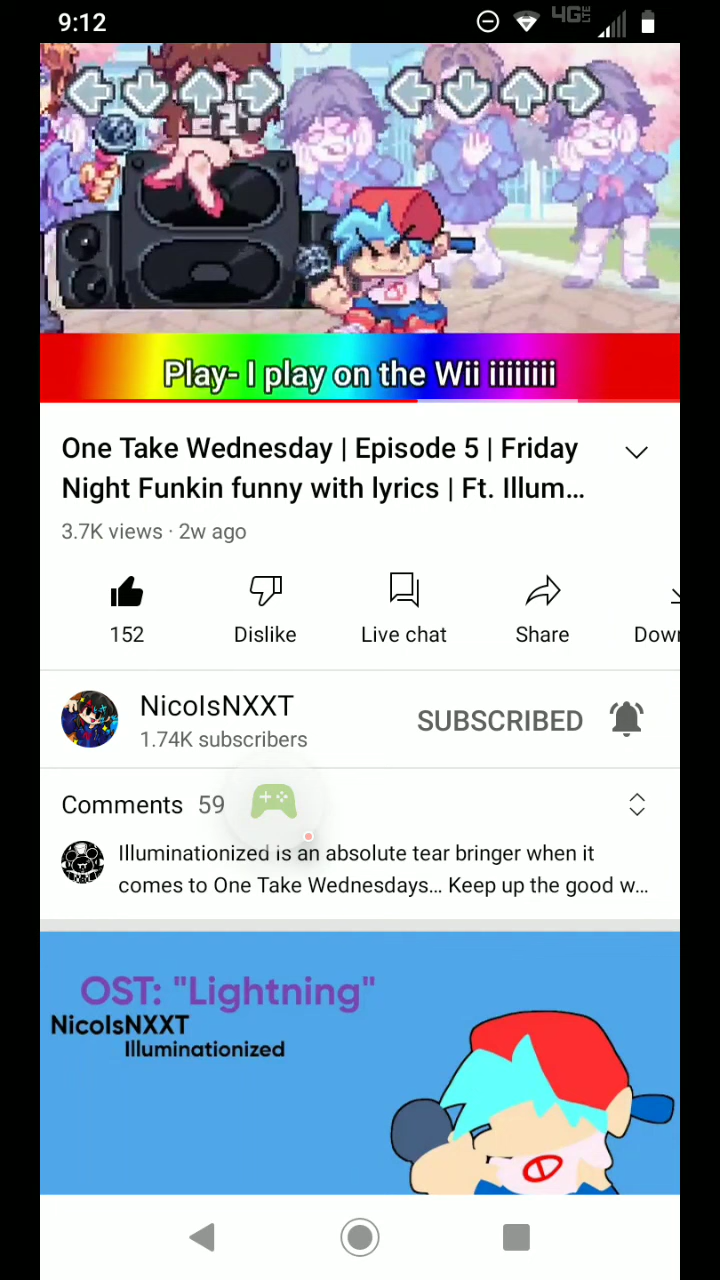 9:12
4G LTE
Play- I play on the Wii iiiiiiii
One Take Wednesday | Episode 5 | Friday
Night Funkin funny with lyrics | Ft. Illum...
3.7K views · 2w ago
152
Dislike
Live chat
Share
Down
NicolsNXXT
1.74K subscribers
SUBSCRIBED
Comments 59
Illuminationized is an absolute tear bringer when it
comes to One Take Wednesdays... Keep up the good w...
OST: "Lightning"
NicolsNXXT
Illuminationized